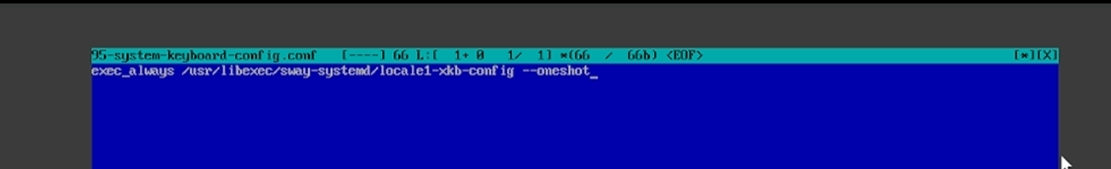 95-system-keyboard-config.conf [----] 66 L:[ 1+ 0 1/ 1] *(66 / 66b) <EOF> [*][X]
exec_always /usr/libexec/sway-systemd/locale1-xkb-config --oneshot_